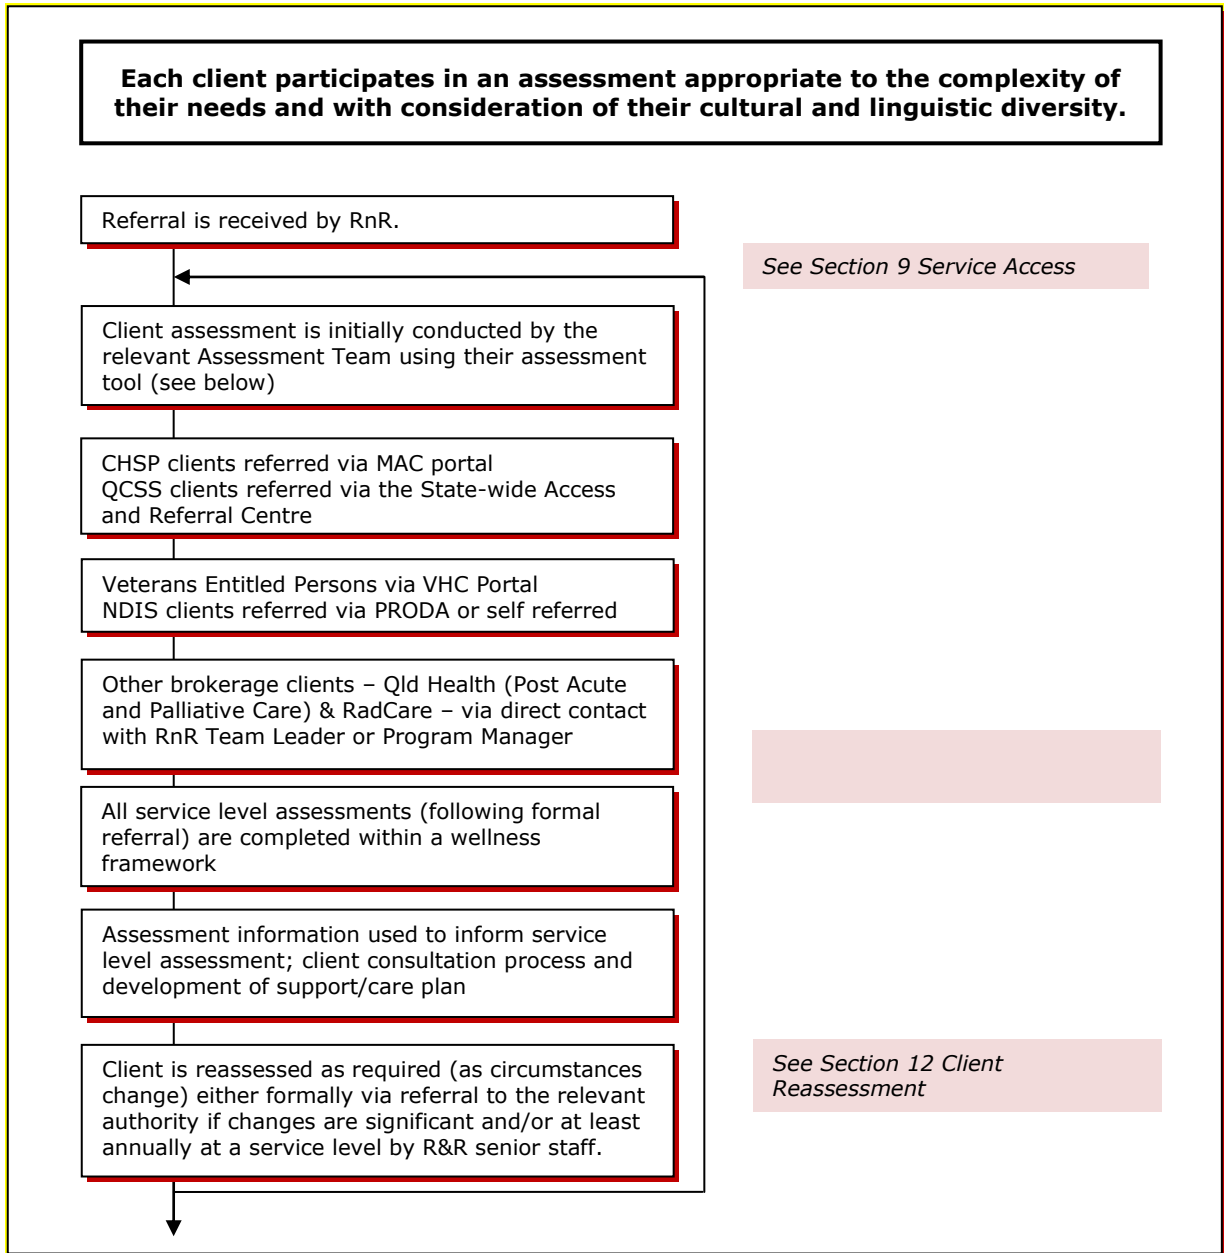 Each client participates in an assessment appropriate to the complexity of
their needs and with consideration of their cultural and linguistic diversity.
Referral is received by RnR.
See Section 9 Service Access
Client assessment is initially conducted by the
relevant Assessment Team using their assessment
tool (see below)
CHSP clients referred via MAC portal
QCSS clients referred via the State-wide Access
and Referral Centre
Veterans Entitled Persons via VHC Portal
NDIS clients referred via PRODA or self referred
Other brokerage clients – Qld Health (Post Acute
and Palliative Care) & RadCare – via direct contact
with RnR Team Leader or Program Manager
All service level assessments (following formal
referral) are completed within a wellness
framework
Assessment information used to inform service
level assessment; client consultation process and
development of support/care plan
Client is reassessed as required (as circumstances
change) either formally via referral to the relevant
authority if changes are significant and/or at least
annually at a service level by R&R senior staff.
See Section 12 Client
Reassessment